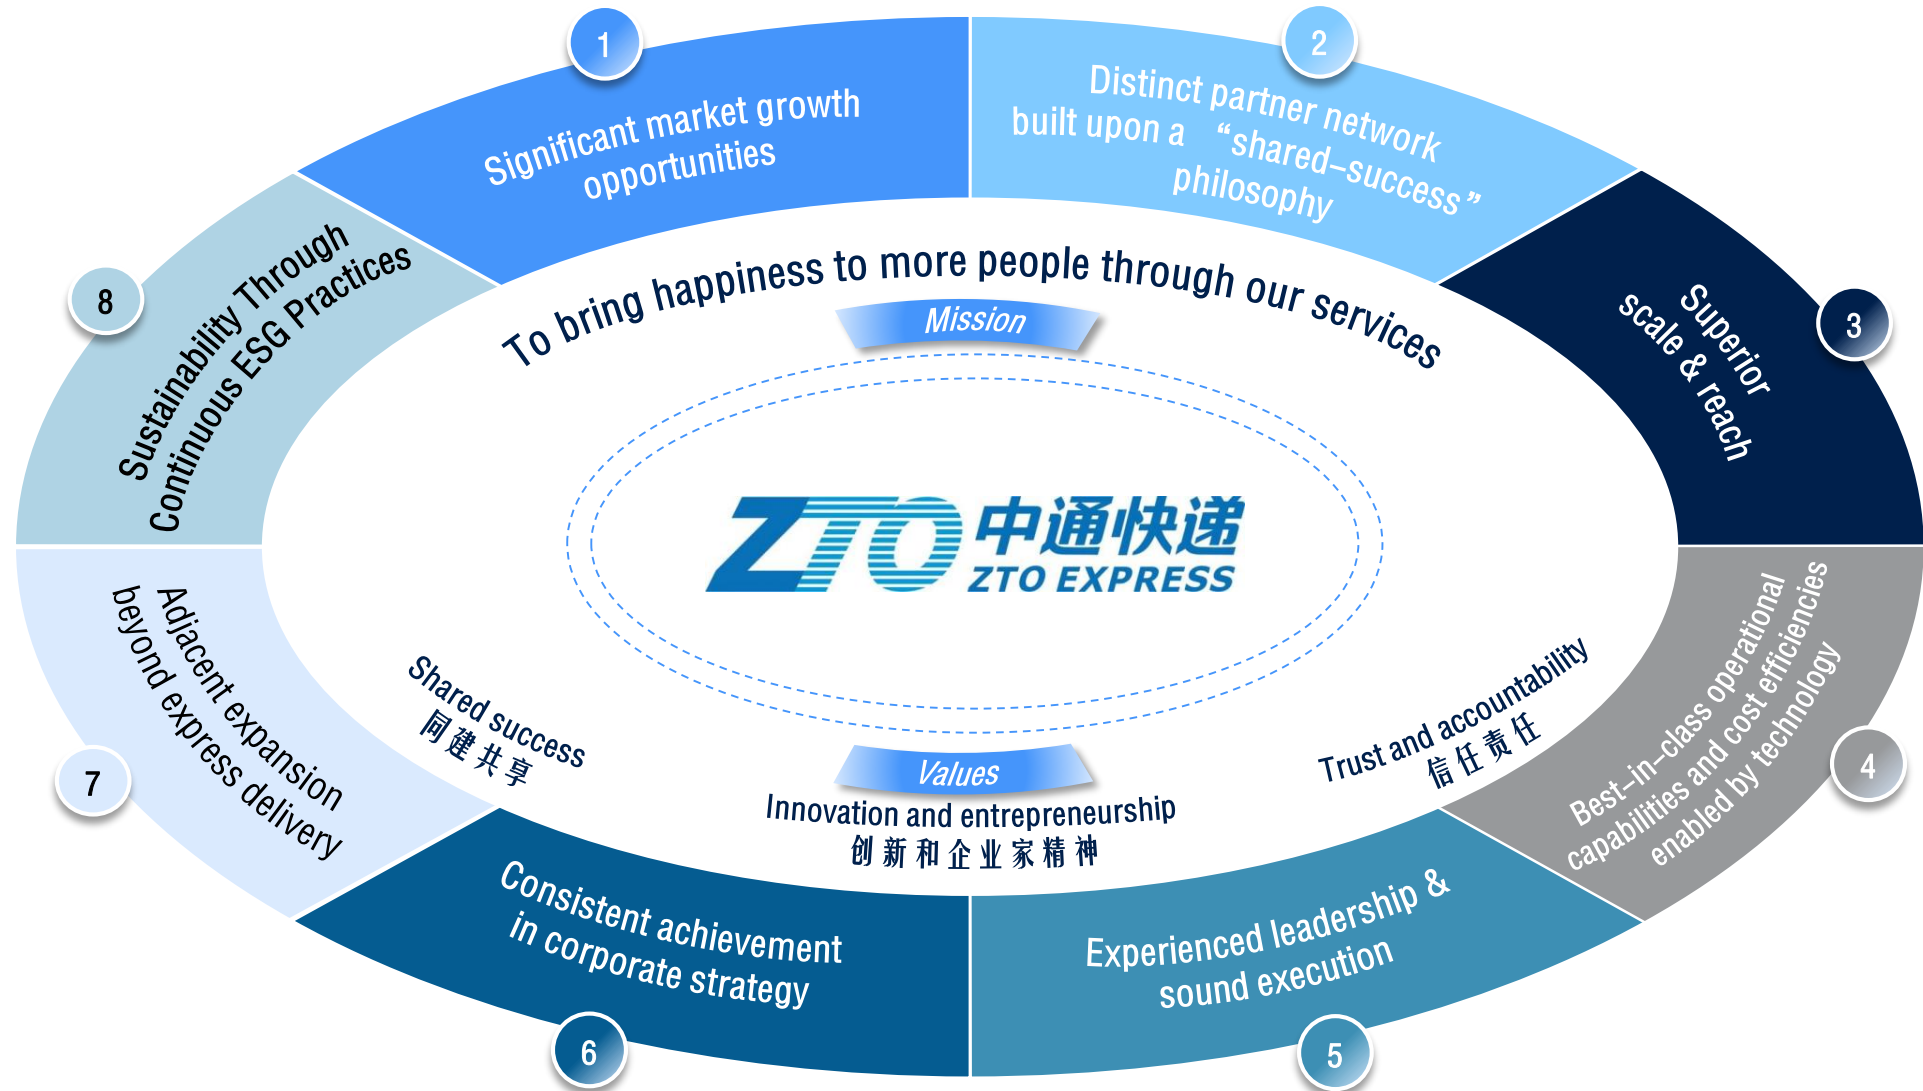 1
Significant market growth
opportunities
2
Distinct partner network
built upon a “shared–success”
philosophy
3
Superior
scale & reach
4
Best–in–class operational
capabilities and cost efficiencies
enabled by technology
5
Experienced leadership &
sound execution
6
Consistent achievement
in corporate strategy
7
Adjacent expansion
beyond express delivery
8
Sustainability Through
Continuous ESG Practices
To bring happiness to more people through our services
Mission
ZTO 中通快递
ZTO EXPRESS
Values
Shared success
同建共享
Innovation and entrepreneurship
创新和企业家精神
Trust and accountability
信任责任